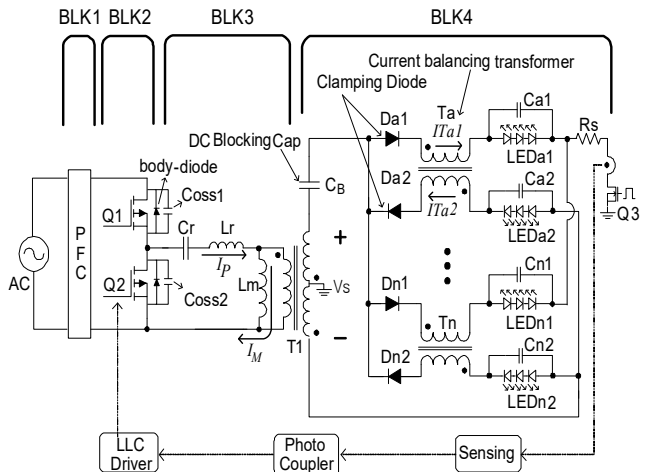 BLK1 BLK2 BLK3 BLK4
Current balancing transformer
Clamping Diode
Ca1
Da1 Ta ITa1 Rs
DC Blocking Cap
LEDa1
body-diode
Da2 Ca2
Coss1 CB
Q1 ITa2 Q3
Cr Lr LEDa2
PFC
+
AC IP Vs Cn1
Q2 Lm Dn1
Coss2 Tn LEDn1
IM T1 − Cn2
Dn2
LEDn2
LLC Driver
Photo Coupler
Sensing